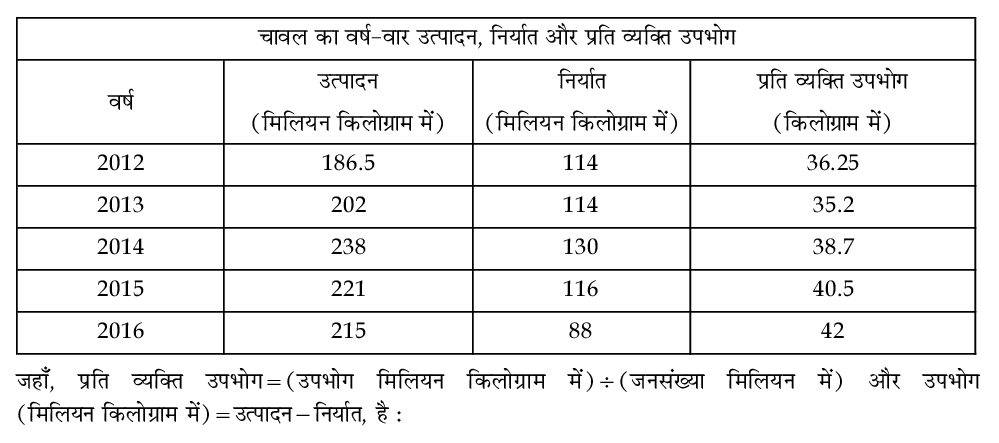 चावल का वर्ष-वार उत्पादन, निर्यात और प्रति व्यक्ति उपभोग
वर्ष उत्पादन (मिलियन किलोग्राम में) निर्यात (मिलियन किलोग्राम में) प्रति व्यक्ति उपभोग (किलोग्राम में)
2012 186.5 114 36.25
2013 202 114 35.2
2014 238 130 38.7
2015 221 116 40.5
2016 215 88 42
जहाँ, प्रति व्यक्ति उपभोग=(उपभोग मिलियन किलोग्राम में)÷(जनसंख्या मिलियन में) और उपभोग
(मिलियन किलोग्राम में)=उत्पादन−निर्यात, है :